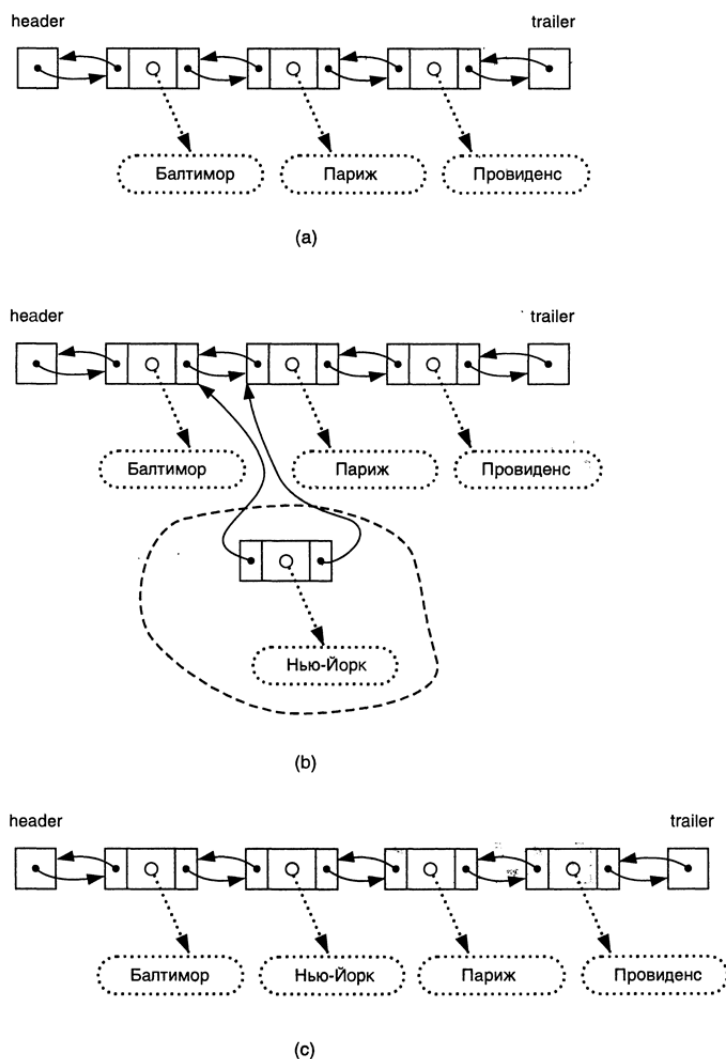 header trailer
Балтимор Париж Провиденс
(a)
header trailer
Балтимор Париж Провиденс
Нью-Йорк
(b)
header trailer
Балтимор Нью-Йорк Париж Провиденс
(c)